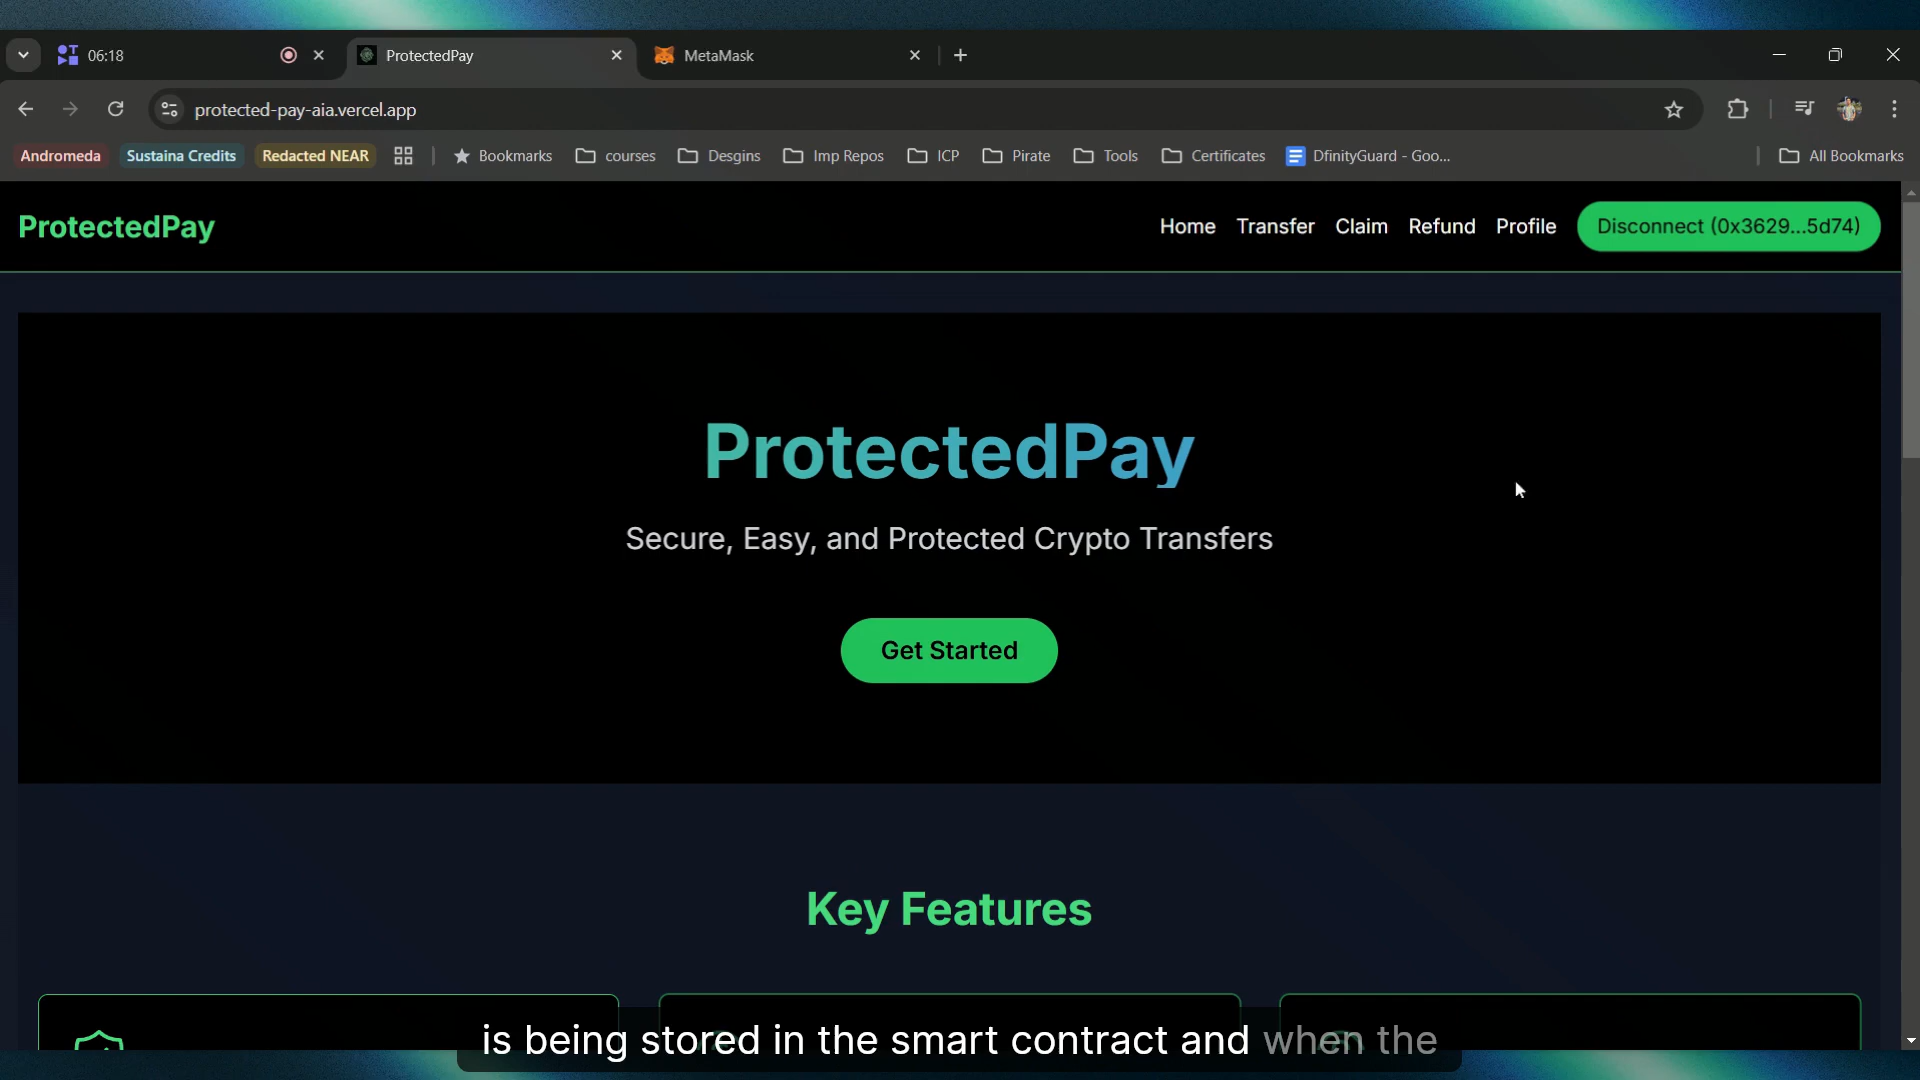 06:18
ProtectedPay
MetaMask
protected-pay-aia.vercel.app
Andromeda
Sustaina Credits
Redacted NEAR
Bookmarks
courses
Desgins
Imp Repos
ICP
Pirate
Tools
Certificates
DfinityGuard - Goo...
All Bookmarks
ProtectedPay
Home
Transfer
Claim
Refund
Profile
Disconnect (0x3629...5d74)
ProtectedPay
Secure, Easy, and Protected Crypto Transfers
Get Started
Key Features
is being stored in the smart contract and when the